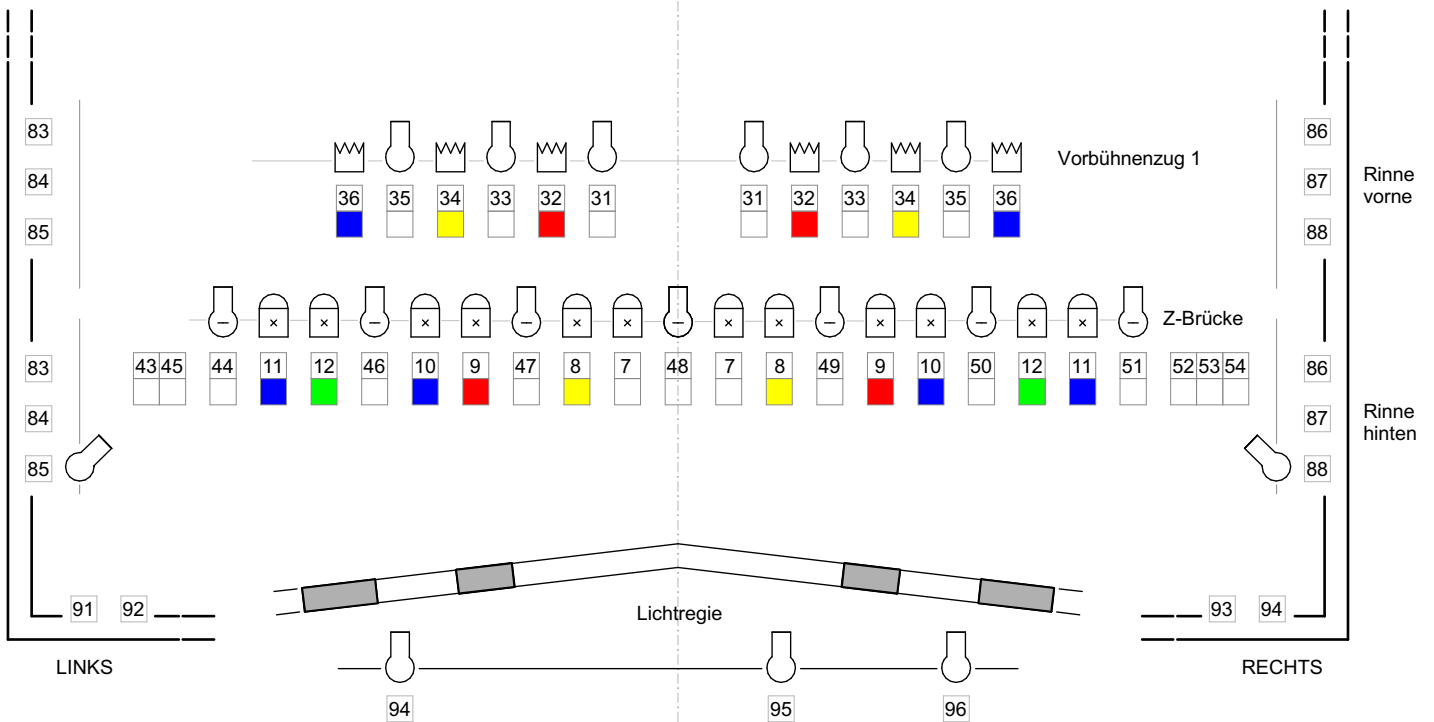 83 86
Vorbühnenzug 1
84 87
Rinne
vorne
36 35 34 33 32 31 31 32 33 34 35 36
85 88
Z-Brücke
83 43 45 44 11 12 46 10 9 47 8 7 48 7 8 49 9 10 50 12 11 51 52 53 54 86
84 87
Rinne
hinten
85 88
91 92 93 94
Lichtregie
LINKS RECHTS
94 95 96